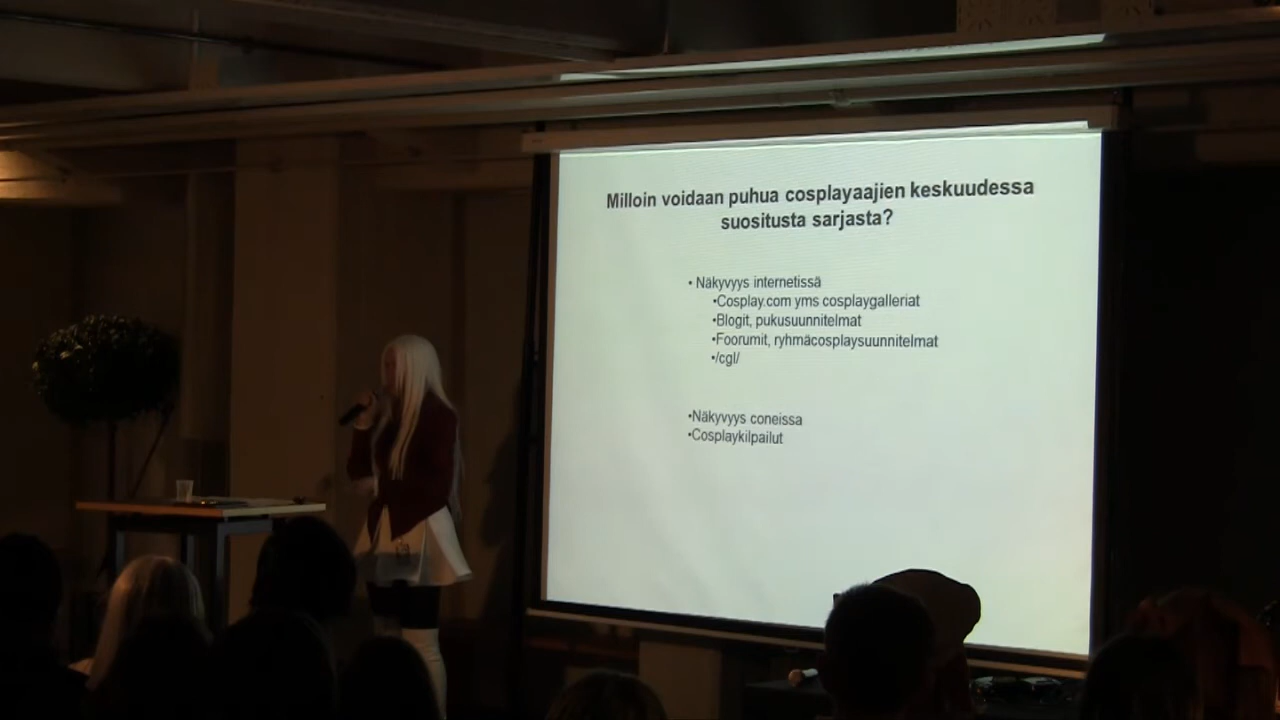 Milloin voidaan puhua cosplayaajien keskuudessa
suositusta sarjasta?
• Näkyvyys internetissä
•Cosplay.com yms cosplaygalleriat
•Blogit, pukusuunnitelmat
•Foorumit, ryhmäcosplaysuunnitelmat
•/cgl/
•Näkyvyys coneissa
•Cosplaykilpailut